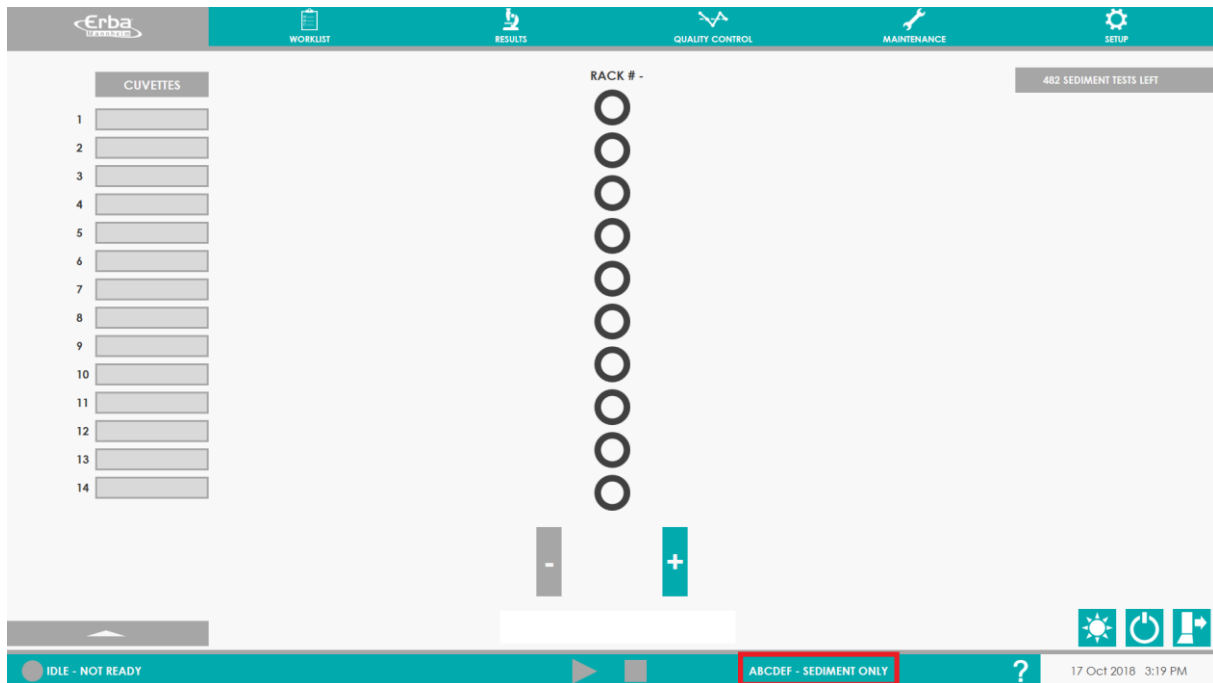 Erba
Mannheim
WORKLIST
RESULTS
QUALITY CONTROL
MAINTENANCE
SETUP
CUVETTES
RACK # -
482 SEDIMENT TESTS LEFT
1
2
3
4
5
6
7
8
9
10
11
12
13
14
-
+
IDLE - NOT READY
ABCDEF - SEDIMENT ONLY
?
17 Oct 2018 3:19 PM